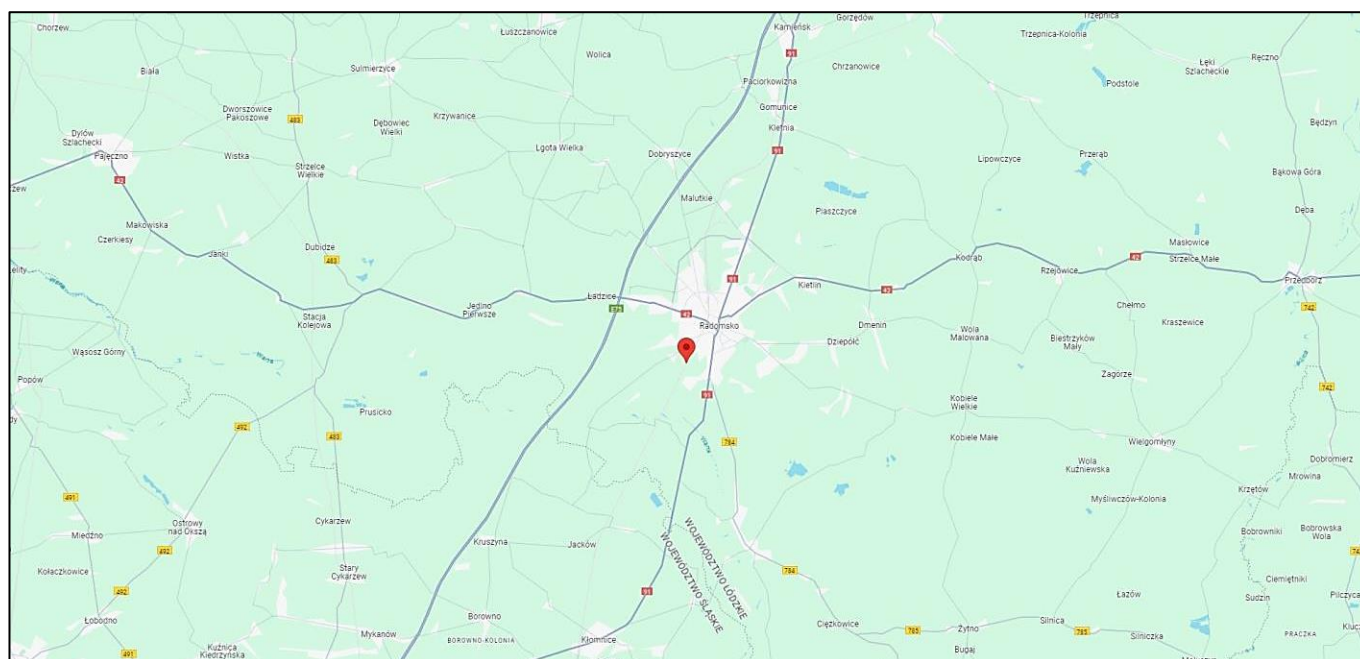 Chorzew
Łuszczanowice
Kamieńsk
Gorzędów
Trzepnica
Trzepnica-Kolonia
Wolica
91
Biała
Sulmierzyce
Chrzanowice
Łęki
Szlacheckie
Ręczno
Paciorkowizna
Podstole
Dworszowice
Pakoszowe
483
Dębowiec
Wielki
Krzywanice
Gomunice
Kletnia
Będzyn
Dylów
Szlachecki
Pajęczno
Wistka
Strzelce
Wielkie
Lgota Wielka
Dobryszyce
91
Lipowczyce
Przerąb
Bąkowa Góra
42
Malutkie
Płaszczyce
Dęba
Makowiska
Czerkiesy
Janki
Dubidze
483
Kodrąb
Masłowice
Strzelce Małe
42
Rzejowice
Przedbórz
91
Kietlin
42
Jedlno
Pierwsze
Ładzice
E75
42
Radomsko
Dmenin
Chełmo
742
Stacja
Kolejowa
Kraszewice
Wola
Malowana
Biestrzyków
Mały
Dziepółć
Wąsosz Górny
Popów
Zagórze
742
91
Prusicko
492
483
Kobiele
Wielkie
Kobiele Małe
784
Warta
Wielgomłyny
Wola
Kuźniewska
Dobromierz
Mrowina
Krzętów
491
Myśliwczów-Kolonia
Miedźno
Ostrowy
nad Okszą
Cykarzew
Kruszyna
Jacków
WOJEWÓDZTWO ŁÓDZKIE
WOJEWÓDZTWO ŚLĄSKIE
Bobrowniki
Bobrowska
Wola
492
Kołaczkowice
Stary
Cykarzew
784
Ciemiętniki
492
91
Łazów
Sudzin
Pilczyca
Łobodno
Borowno
Ciężkowice
Żytno
Silnica
Kuźnica
Kiedrzyńska
Mykanów
BOROWNO-KOLONIA
Kłomnice
785
785
Silniczka
PRACZKA
491
Bugaj